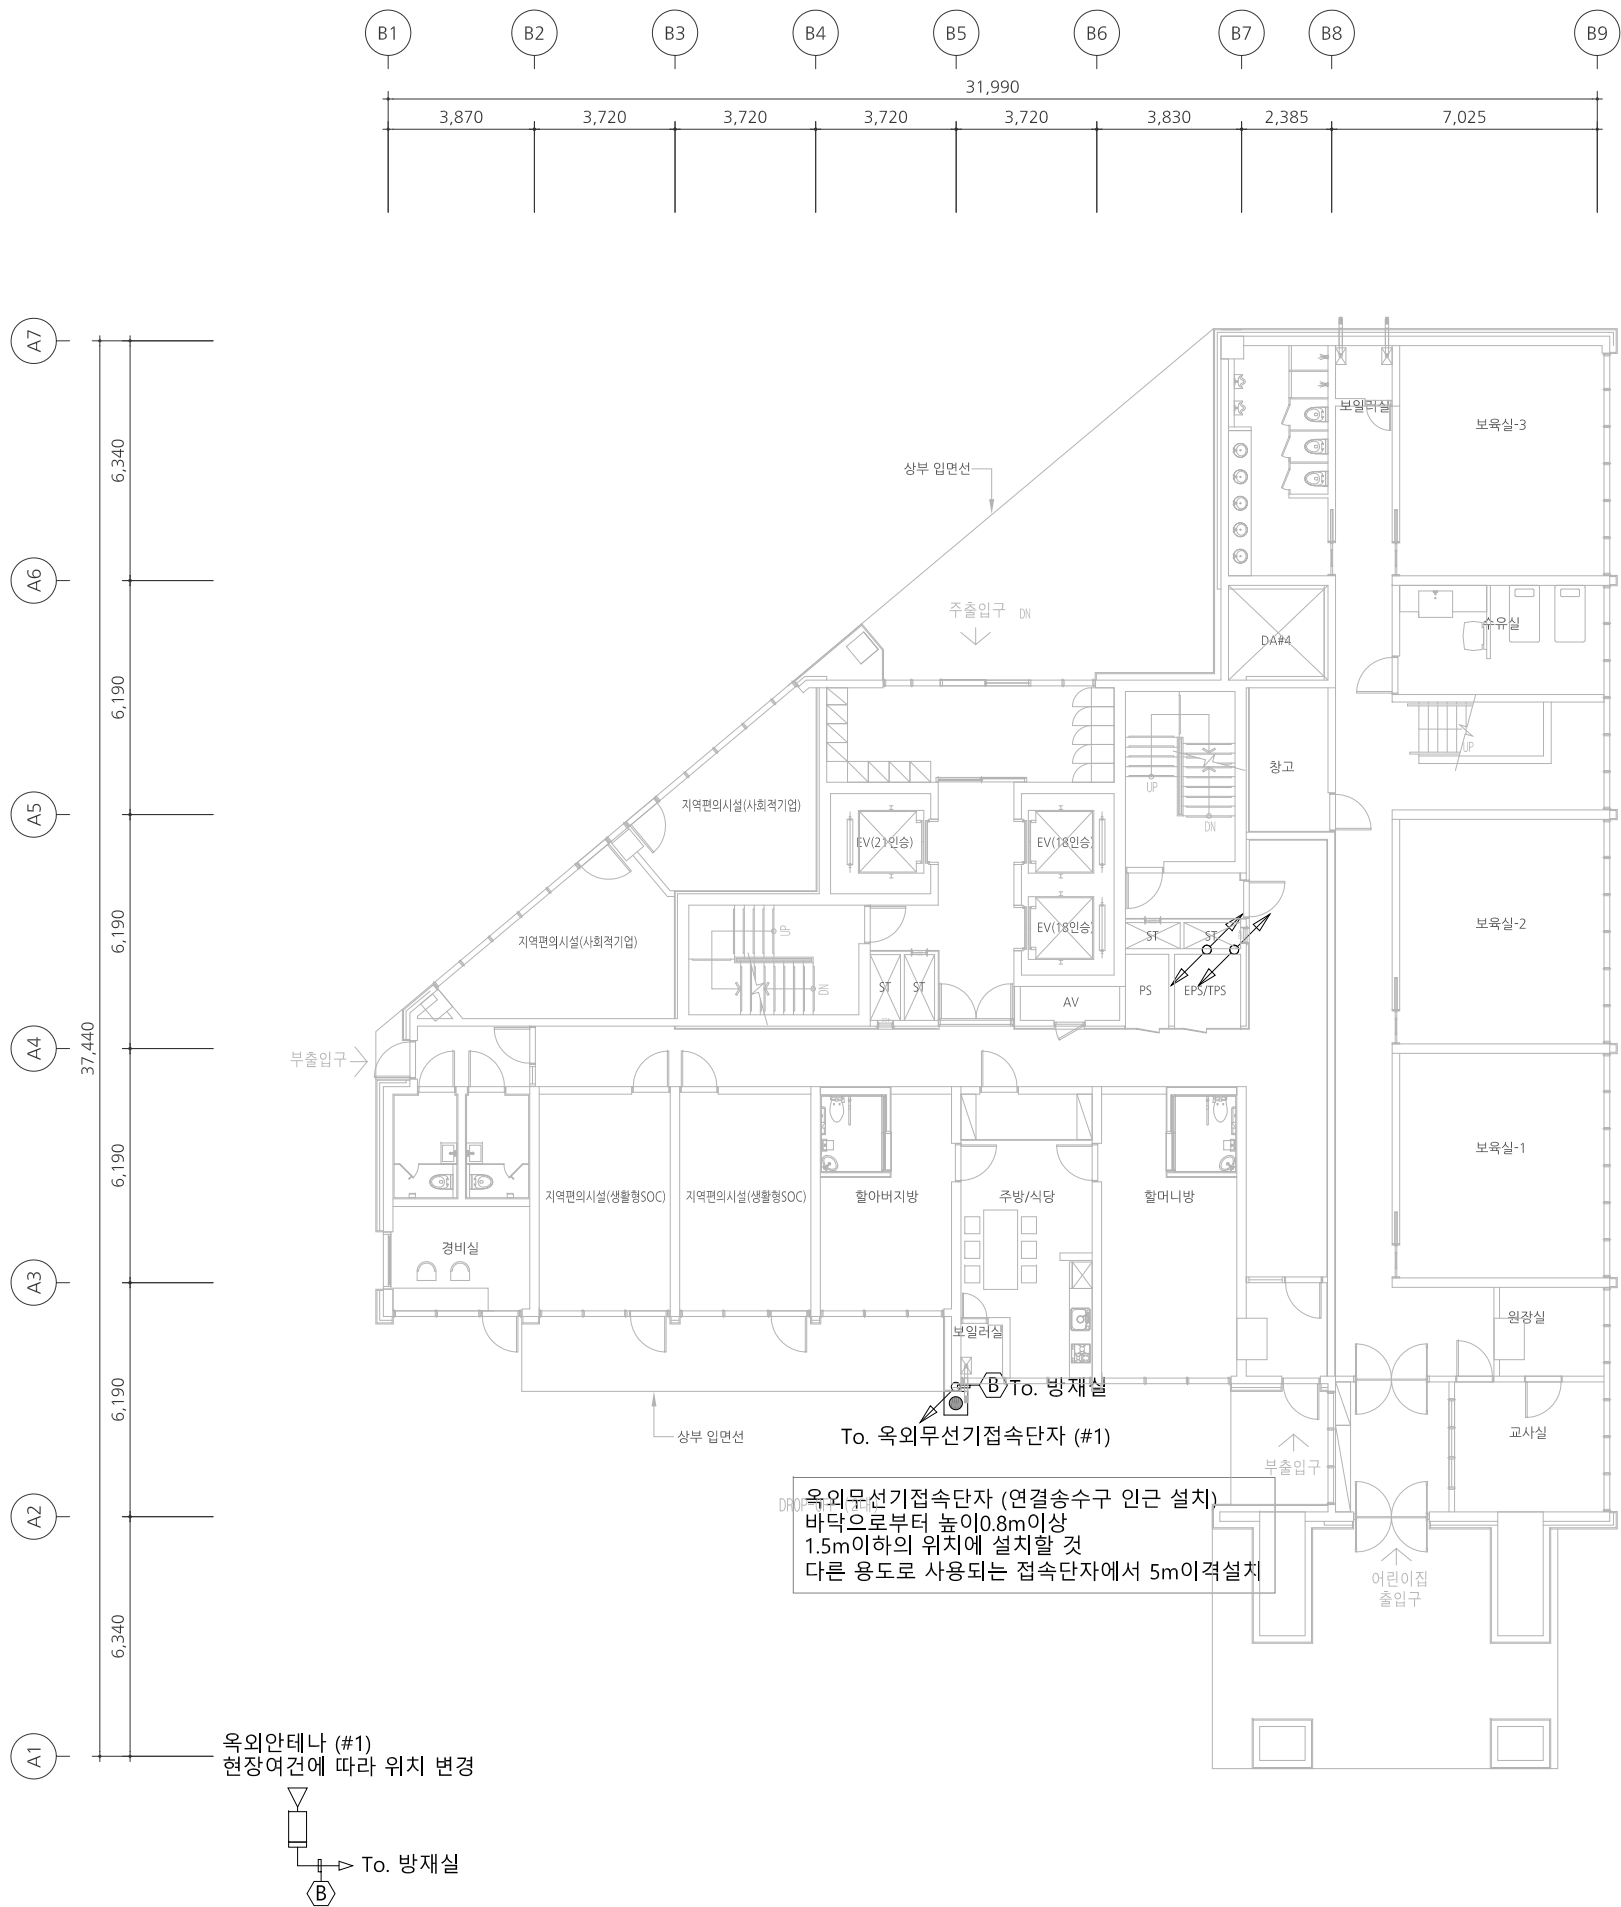 B1 B2 B3 B4 B5 B6 B7 B8 B9
31,990
3,870 3,720 3,720 3,720 3,720 3,830 2,385 7,025
A7
6,340
보일러실
보육실-3
상부 입면선
A6
주출입구 DN
수유실
DA#4
6,190
UP
창고
UP
DN
지역편의시설(사회적기업)
A5
EV(21인승)
EV(18인승)
6,190
EV(18인승)
보육실-2
지역편의시설(사회적기업)
UP
ST
ST
DN
ST
ST
PS
EPS/TPS
AV
A4
37,440
부출입구
6,190
보육실-1
지역편의시설(생활형SOC)
지역편의시설(생활형SOC)
할아버지방
주방/식당
할머니방
경비실
A3
원장실
보일러실
6,190
B
To. 방재실
To. 옥외무선기접속단자 (#1)
상부 입면선
교사실
부출입구
A2
옥외무선기접속단자 (연결송수구 인근 설치)
바닥으로부터 높이0.8m이상
1.5m이하의 위치에 설치할 것
다른 용도로 사용되는 접속단자에서 5m이격설치
어린이집
출입구
6,340
A1
옥외안테나 (#1)
현장여건에 따라 위치 변경
To. 방재실
B